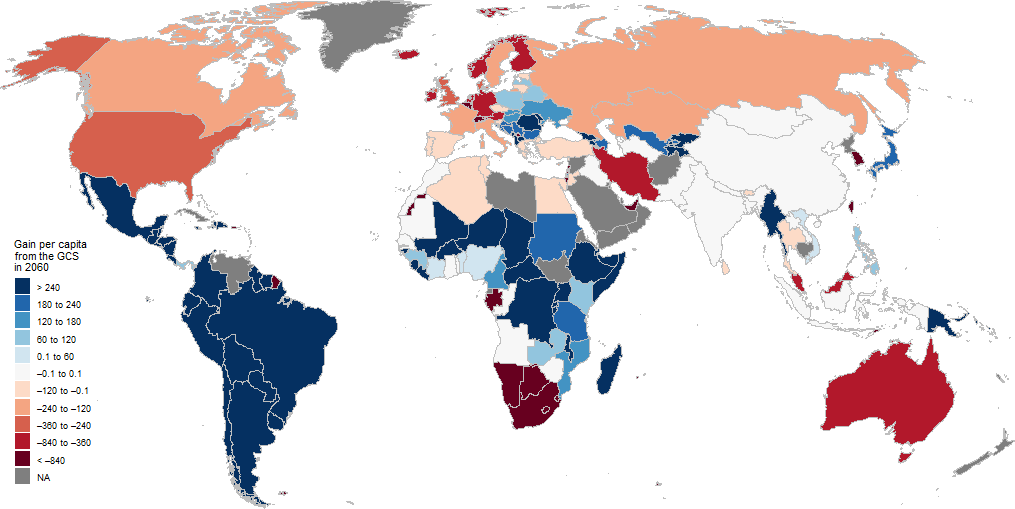 Gain per capita
from the GCS
in 2060
> 240
180 to 240
120 to 180
60 to 120
0.1 to 60
–0.1 to 0.1
–120 to –0.1
–240 to –120
–360 to –240
–840 to –360
< –840
NA